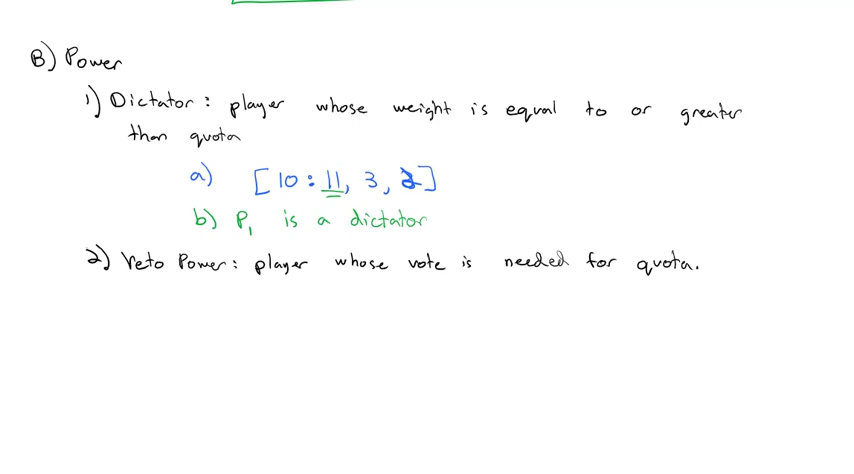 B) Power
1) Dictator: player whose weight is equal to or greater
than quota
a) [10: 11, 3, 2]
b) P₁ is a dictator
2) Veto Power: player whose vote is needed for quota.